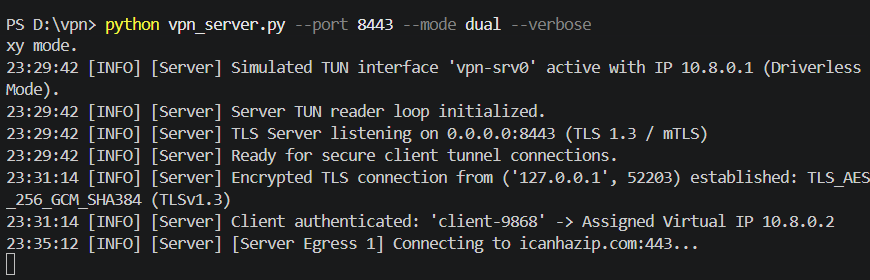 PS D:\vpn> python vpn_server.py --port 8443 --mode dual --verbose
xy mode.
23:29:42 [INFO] [Server] Simulated TUN interface 'vpn-srv0' active with IP 10.8.0.1 (Driverless
Mode).
23:29:42 [INFO] [Server] Server TUN reader loop initialized.
23:29:42 [INFO] [Server] TLS Server listening on 0.0.0.0:8443 (TLS 1.3 / mTLS)
23:29:42 [INFO] [Server] Ready for secure client tunnel connections.
23:31:14 [INFO] [Server] Encrypted TLS connection from ('127.0.0.1', 52203) established: TLS_AES
_256_GCM_SHA384 (TLSv1.3)
23:31:14 [INFO] [Server] Client authenticated: 'client-9868' -> Assigned Virtual IP 10.8.0.2
23:35:12 [INFO] [Server] [Server Egress 1] Connecting to icanhazip.com:443...